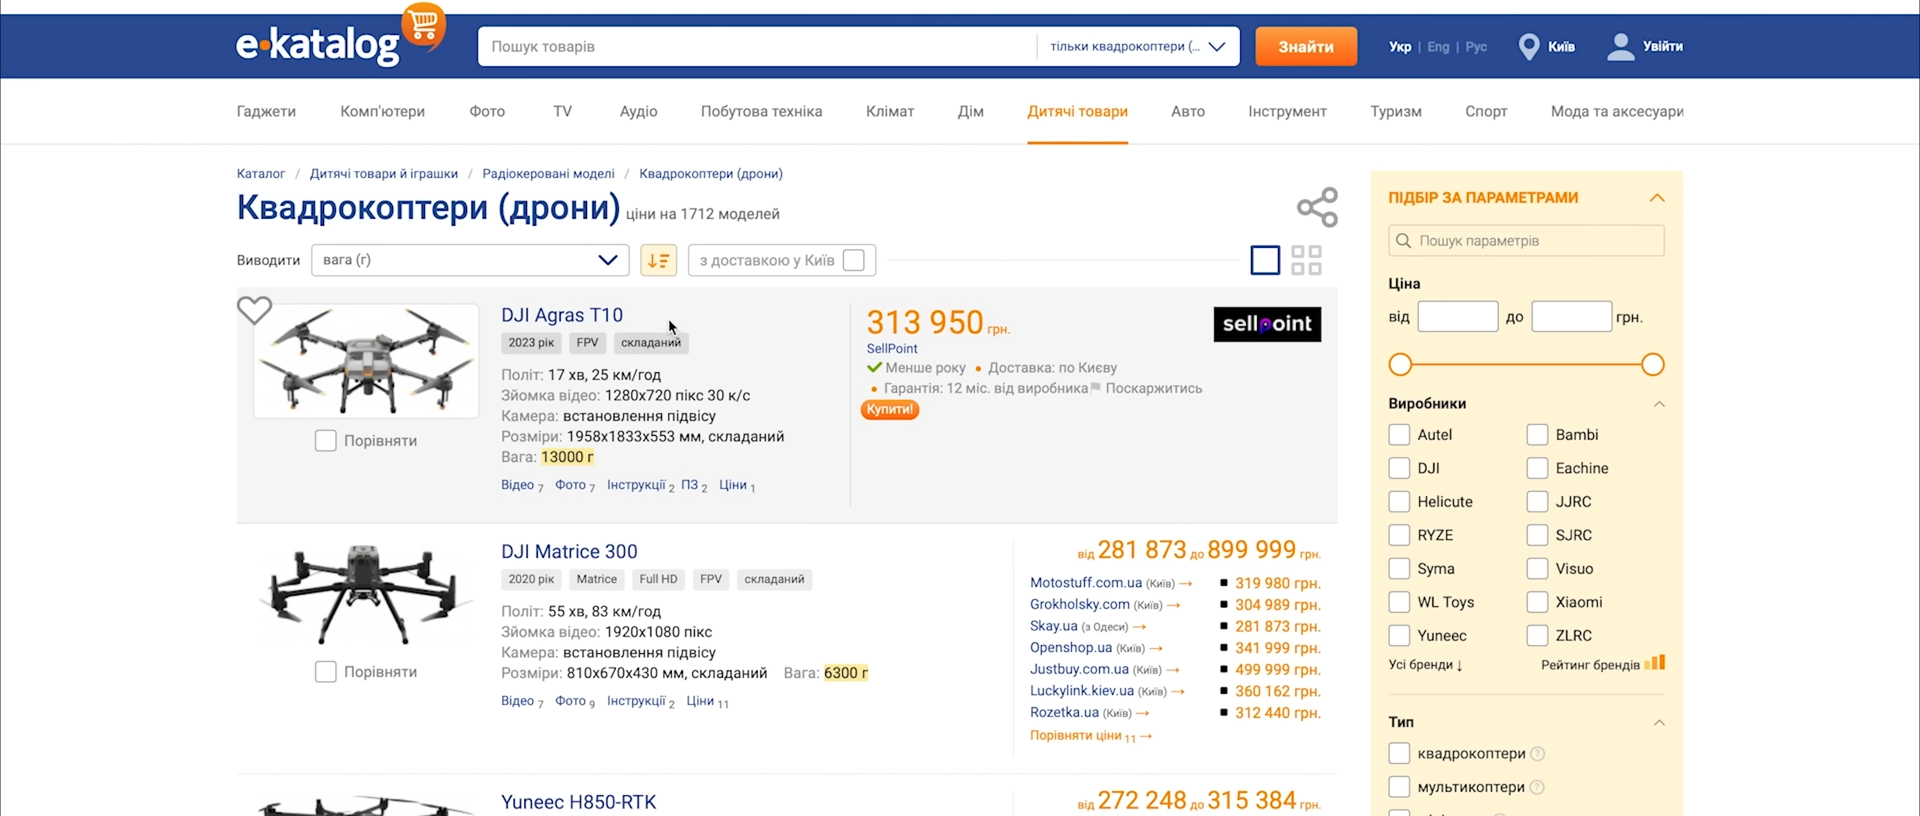 e-katalog
Пошук товарів
тільки квадрокоптери (...
Знайти
Укр | Eng | Рус
Київ
Увійти
Гаджети Комп'ютери Фото TV Аудіо Побутова техніка Клімат Дім Дитячі товари Авто Інструмент Туризм Спорт Мода та аксесуари
Каталог / Дитячі товари й іграшки / Радіокеровані моделі / Квадрокоптери (дрони)
Квадрокоптери (дрони) ціни на 1712 моделей
Виводити вага (г) з доставкою у Київ
DJI Agras T10
2023 рік FPV складаний
Політ: 17 хв, 25 км/год
Зйомка відео: 1280x720 пікс 30 к/с
Камера: встановлення підвісу
Розміри: 1958x1833x553 мм, складаний
Вага: 13000 г
Відео 7 Фото 7 Інструкції 2 ПЗ 2 Ціни 1
Порівняти
313 950 грн.
SellPoint
Менше року • Доставка: по Києву
• Гарантія: 12 міс. від виробника Поскаржитись
Купити!
sellpoint
DJI Matrice 300
2020 рік Matrice Full HD FPV складаний
Політ: 55 хв, 83 км/год
Зйомка відео: 1920x1080 пікс
Камера: встановлення підвісу
Розміри: 810x670x430 мм, складаний Вага: 6300 г
Відео 7 Фото 9 Інструкції 2 Ціни 11
Порівняти
від 281 873 до 899 999 грн.
Motostuff.com.ua (Київ) → 319 980 грн.
Grokholsky.com (Київ) → 304 989 грн.
Skay.ua (з Одеси) → 281 873 грн.
Openshop.ua (Київ) → 341 999 грн.
Justbuy.com.ua (Київ) → 499 999 грн.
Luckylink.kiev.ua (Київ) → 360 162 грн.
Rozetka.ua (Київ) → 312 440 грн.
Порівняти ціни 11 →
Yuneec H850-RTK
від 272 248 до 315 384 грн.
ПІДБІР ЗА ПАРАМЕТРАМИ
Пошук параметрів
Ціна
від до грн.
Виробники
Autel Bambi
DJI Eachine
Helicute JJRC
RYZE SJRC
Syma Visuo
WL Toys Xiaomi
Yuneec ZLRC
Усі бренди ↓ Рейтинг брендів
Тип
квадрокоптери ?
мультикоптери ?